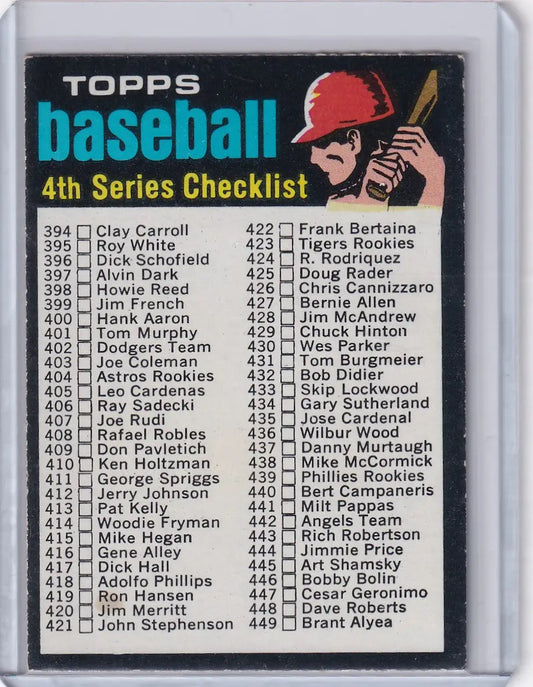 TOPPS
baseball
4th Series Checklist
394 Clay Carroll
395 Roy White
396 Dick Schofield
397 Alvin Dark
398 Howie Reed
399 Jim French
400 Hank Aaron
401 Tom Murphy
402 Dodgers Team
403 Joe Coleman
404 Astros Rookies
405 Leo Cardenas
406 Ray Sadecki
407 Joe Rudi
408 Rafael Robles
409 Don Pavletich
410 Ken Holtzman
411 George Spriggs
412 Jerry Johnson
413 Pat Kelly
414 Woodie Fryman
415 Mike Hegan
416 Gene Alley
417 Dick Hall
418 Adolfo Phillips
419 Ron Hansen
420 Jim Merritt
421 John Stephenson
422 Frank Bertaina
423 Tigers Rookies
424 R. Rodriquez
425 Doug Rader
426 Chris Cannizzaro
427 Bernie Allen
428 Jim McAndrew
429 Chuck Hinton
430 Wes Parker
431 Tom Burgmeier
432 Bob Didier
433 Skip Lockwood
434 Gary Sutherland
435 Jose Cardenal
436 Wilbur Wood
437 Danny Murtaugh
438 Mike McCormick
439 Phillies Rookies
440 Bert Campaneris
441 Milt Pappas
442 Angels Team
443 Rich Robertson
444 Jimmie Price
445 Art Shamsky
446 Bobby Bolin
447 Cesar Geronimo
448 Dave Roberts
449 Brant Alyea